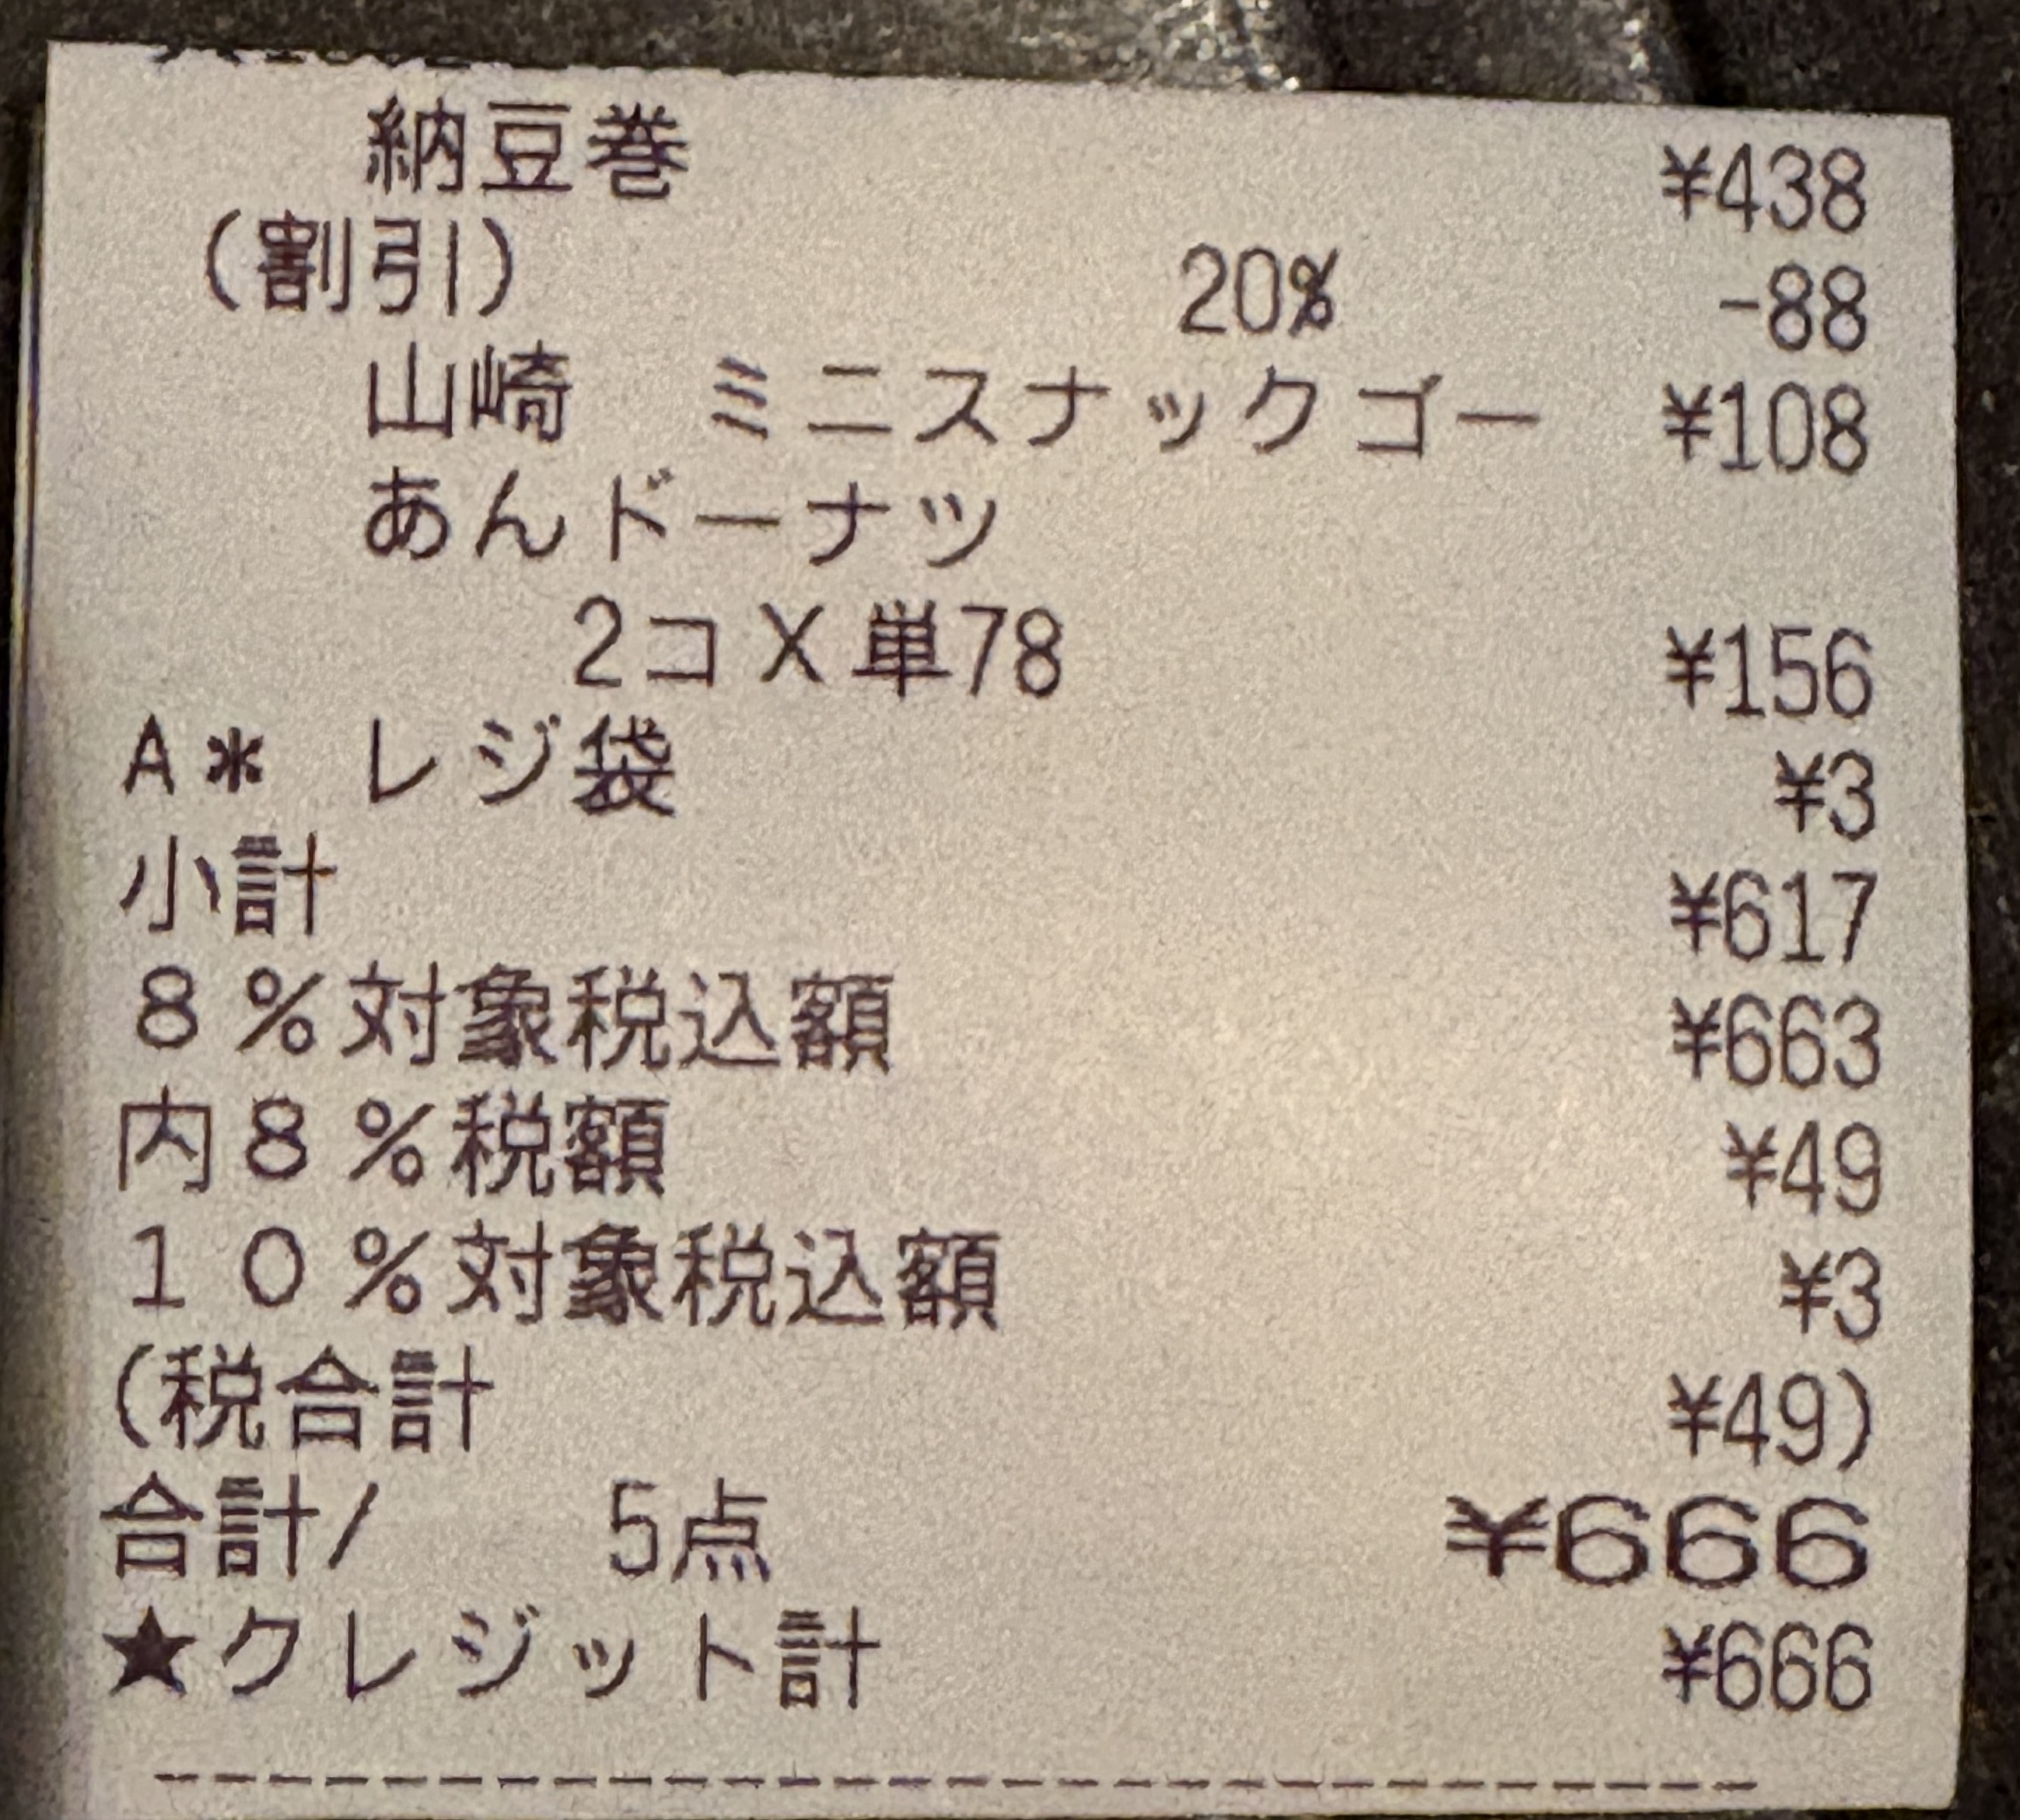 納豆巻 ¥438
(割引) 20% -88
山崎 ミニスナックゴー ¥108
あんドーナツ
2コX単78 ¥156
A* レジ袋 ¥3
小計 ¥617
8%対象税込額 ¥663
内8%税額 ¥49
10%対象税込額 ¥3
(税合計 ¥49)
合計/ 5点 ¥666
★クレジット計 ¥666